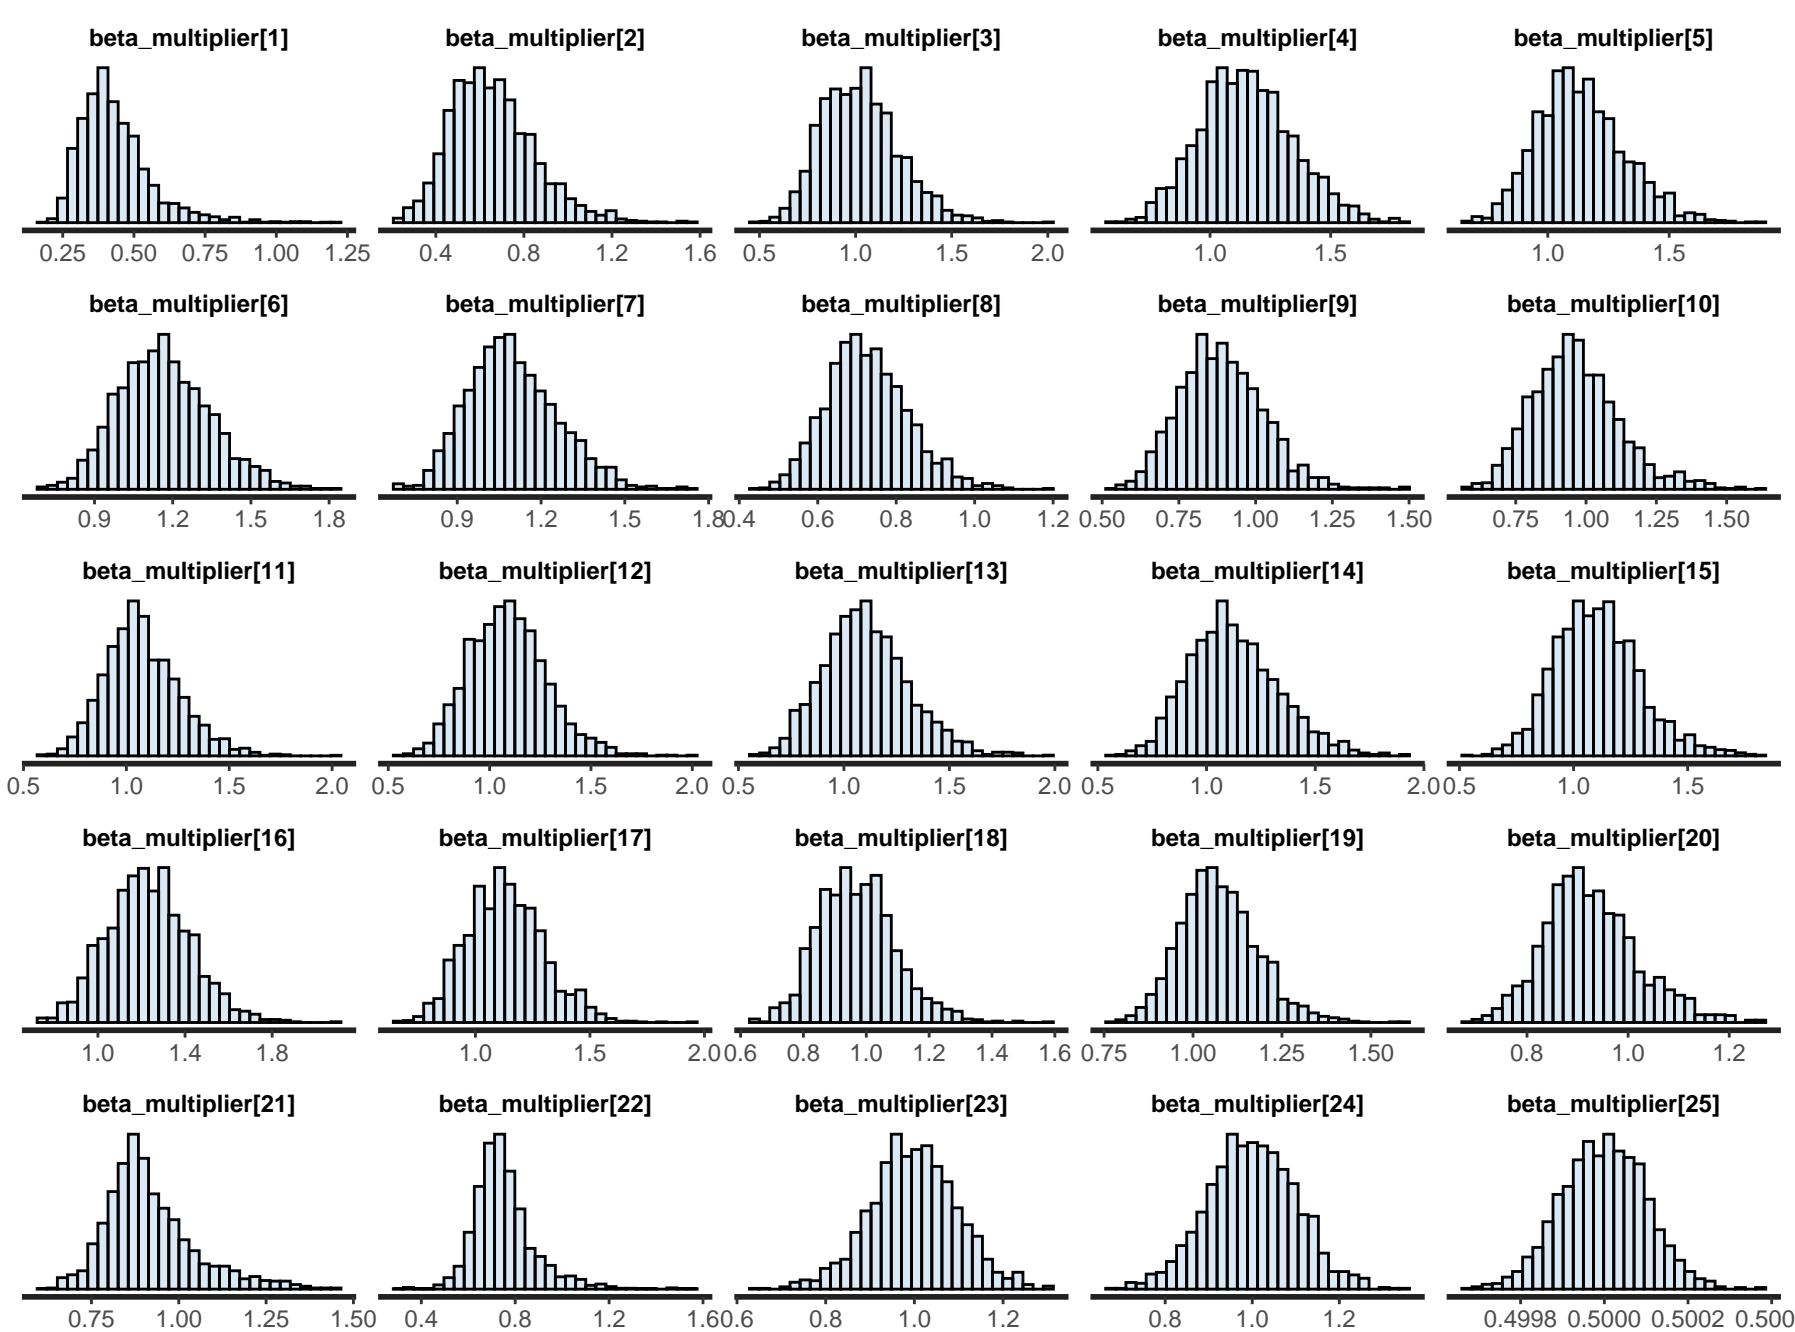 beta_multiplier[1] beta_multiplier[2] beta_multiplier[3] beta_multiplier[4] beta_multiplier[5]
0.25 0.50 0.75 1.00 1.25 0.4 0.8 1.2 1.6 0.5 1.0 1.5 2.0 1.0 1.5 1.0 1.5
beta_multiplier[6] beta_multiplier[7] beta_multiplier[8] beta_multiplier[9] beta_multiplier[10]
0.9 1.2 1.5 1.8 0.9 1.2 1.5 1.8 0.4 0.6 0.8 1.0 1.2 0.50 0.75 1.00 1.25 1.50 0.75 1.00 1.25 1.50
beta_multiplier[11] beta_multiplier[12] beta_multiplier[13] beta_multiplier[14] beta_multiplier[15]
0.5 1.0 1.5 2.0 0.5 1.0 1.5 2.0 0.5 1.0 1.5 2.0 0.5 1.0 1.5 2.0 0.5 1.0 1.5
beta_multiplier[16] beta_multiplier[17] beta_multiplier[18] beta_multiplier[19] beta_multiplier[20]
1.0 1.4 1.8 1.0 1.5 2.0 0.6 0.8 1.0 1.2 1.4 1.6 0.75 1.00 1.25 1.50 0.8 1.0 1.2
beta_multiplier[21] beta_multiplier[22] beta_multiplier[23] beta_multiplier[24] beta_multiplier[25]
0.75 1.00 1.25 1.50 0.4 0.8 1.2 1.6 0.6 0.8 1.0 1.2 0.8 1.0 1.2 0.4998 0.5000 0.5002 0.500